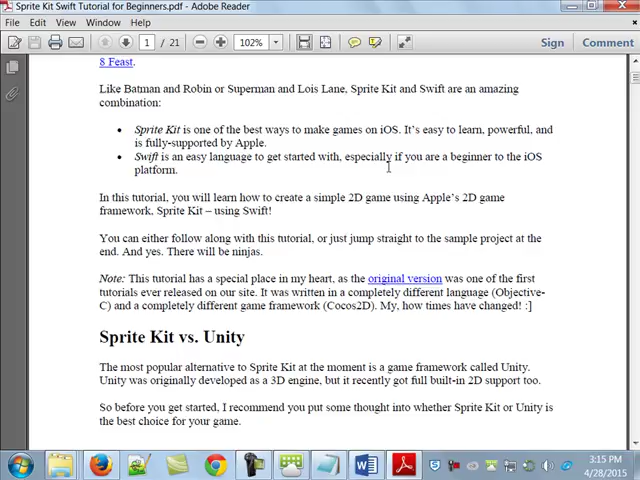 Sprite Kit Swift Tutorial for Beginners.pdf - Adobe Reader
File Edit View Window Help
1 / 21 102% Sign Comment
8 Feast.
Like Batman and Robin or Superman and Lois Lane, Sprite Kit and Swift are an amazing
combination:
• Sprite Kit is one of the best ways to make games on iOS. It's easy to learn, powerful, and
is fully-supported by Apple.
• Swift is an easy language to get started with, especially if you are a beginner to the iOS
platform.
In this tutorial, you will learn how to create a simple 2D game using Apple's 2D game
framework, Sprite Kit – using Swift!
You can either follow along with this tutorial, or just jump straight to the sample project at the
end. And yes. There will be ninjas.
Note: This tutorial has a special place in my heart, as the original version was one of the first
tutorials ever released on our site. It was written in a completely different language (Objective-
C) and a completely different game framework (Cocos2D). My, how times have changed! :]
Sprite Kit vs. Unity
The most popular alternative to Sprite Kit at the moment is a game framework called Unity.
Unity was originally developed as a 3D engine, but it recently got full built-in 2D support too.
So before you get started, I recommend you put some thought into whether Sprite Kit or Unity is
the best choice for your game.
3:15 PM
4/28/2015